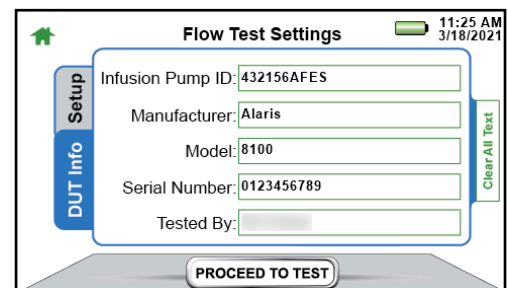 Flow Test Settings
11:25 AM
3/18/2021
Setup
DUT Info
Infusion Pump ID: 432156AFES
Manufacturer: Alaris
Model: 8100
Serial Number: 0123456789
Tested By:
Clear All Text
PROCEED TO TEST